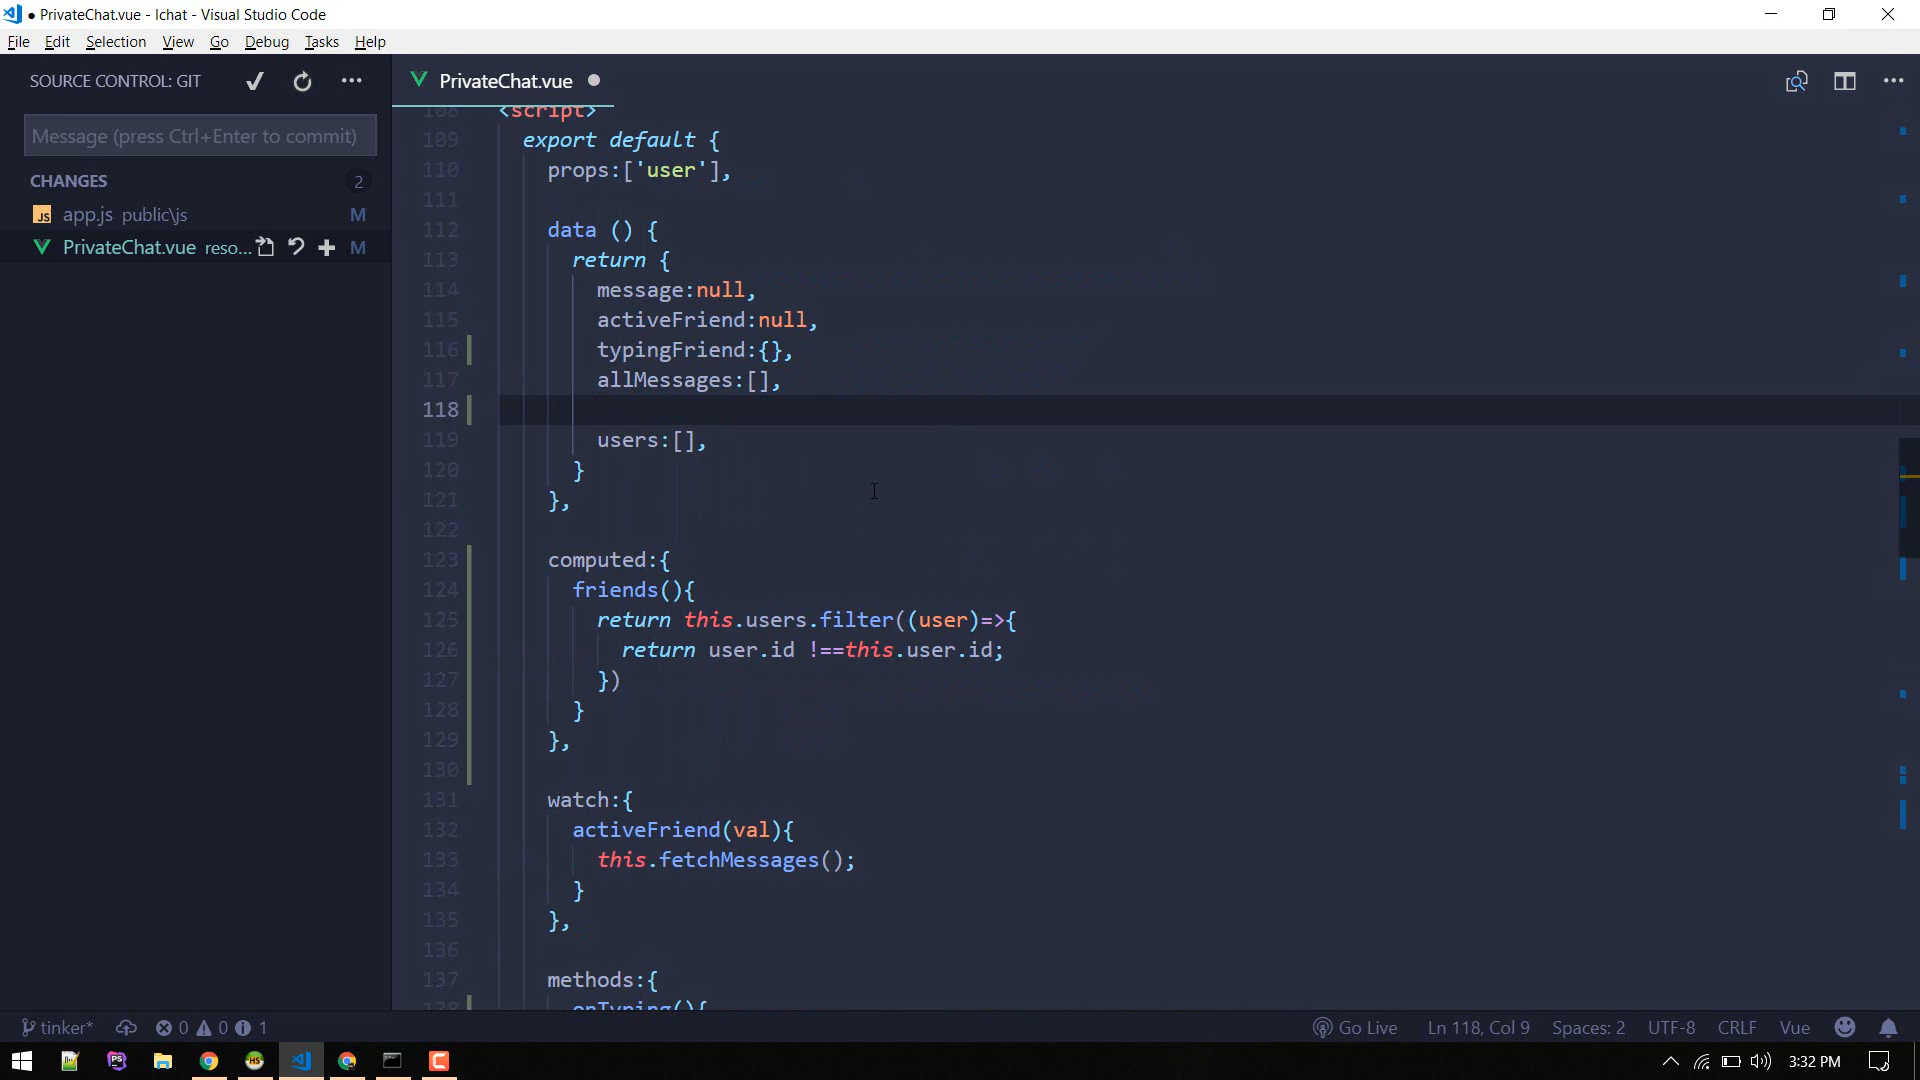 ● PrivateChat.vue - lchat - Visual Studio Code
File Edit Selection View Go Debug Tasks Help
SOURCE CONTROL: GIT
PrivateChat.vue
Message (press Ctrl+Enter to commit)
CHANGES 2
JS app.js public\js M
PrivateChat.vue reso... M
108 <script>
109 export default {
110 props:['user'],
111
112 data () {
113 return {
114 message:null,
115 activeFriend:null,
116 typingFriend:{},
117 allMessages:[],
118
119 users:[],
120 }
121 },
122
123 computed:{
124 friends(){
125 return this.users.filter((user)=>{
126 return user.id !==this.user.id;
127 })
128 }
129 },
130
131 watch:{
132 activeFriend(val){
133 this.fetchMessages();
134 }
135 },
136
137 methods:{
138 onTyping(){
tinker* 0 0 1 Go Live Ln 118, Col 9 Spaces: 2 UTF-8 CRLF Vue
PS HS 3:32 PM